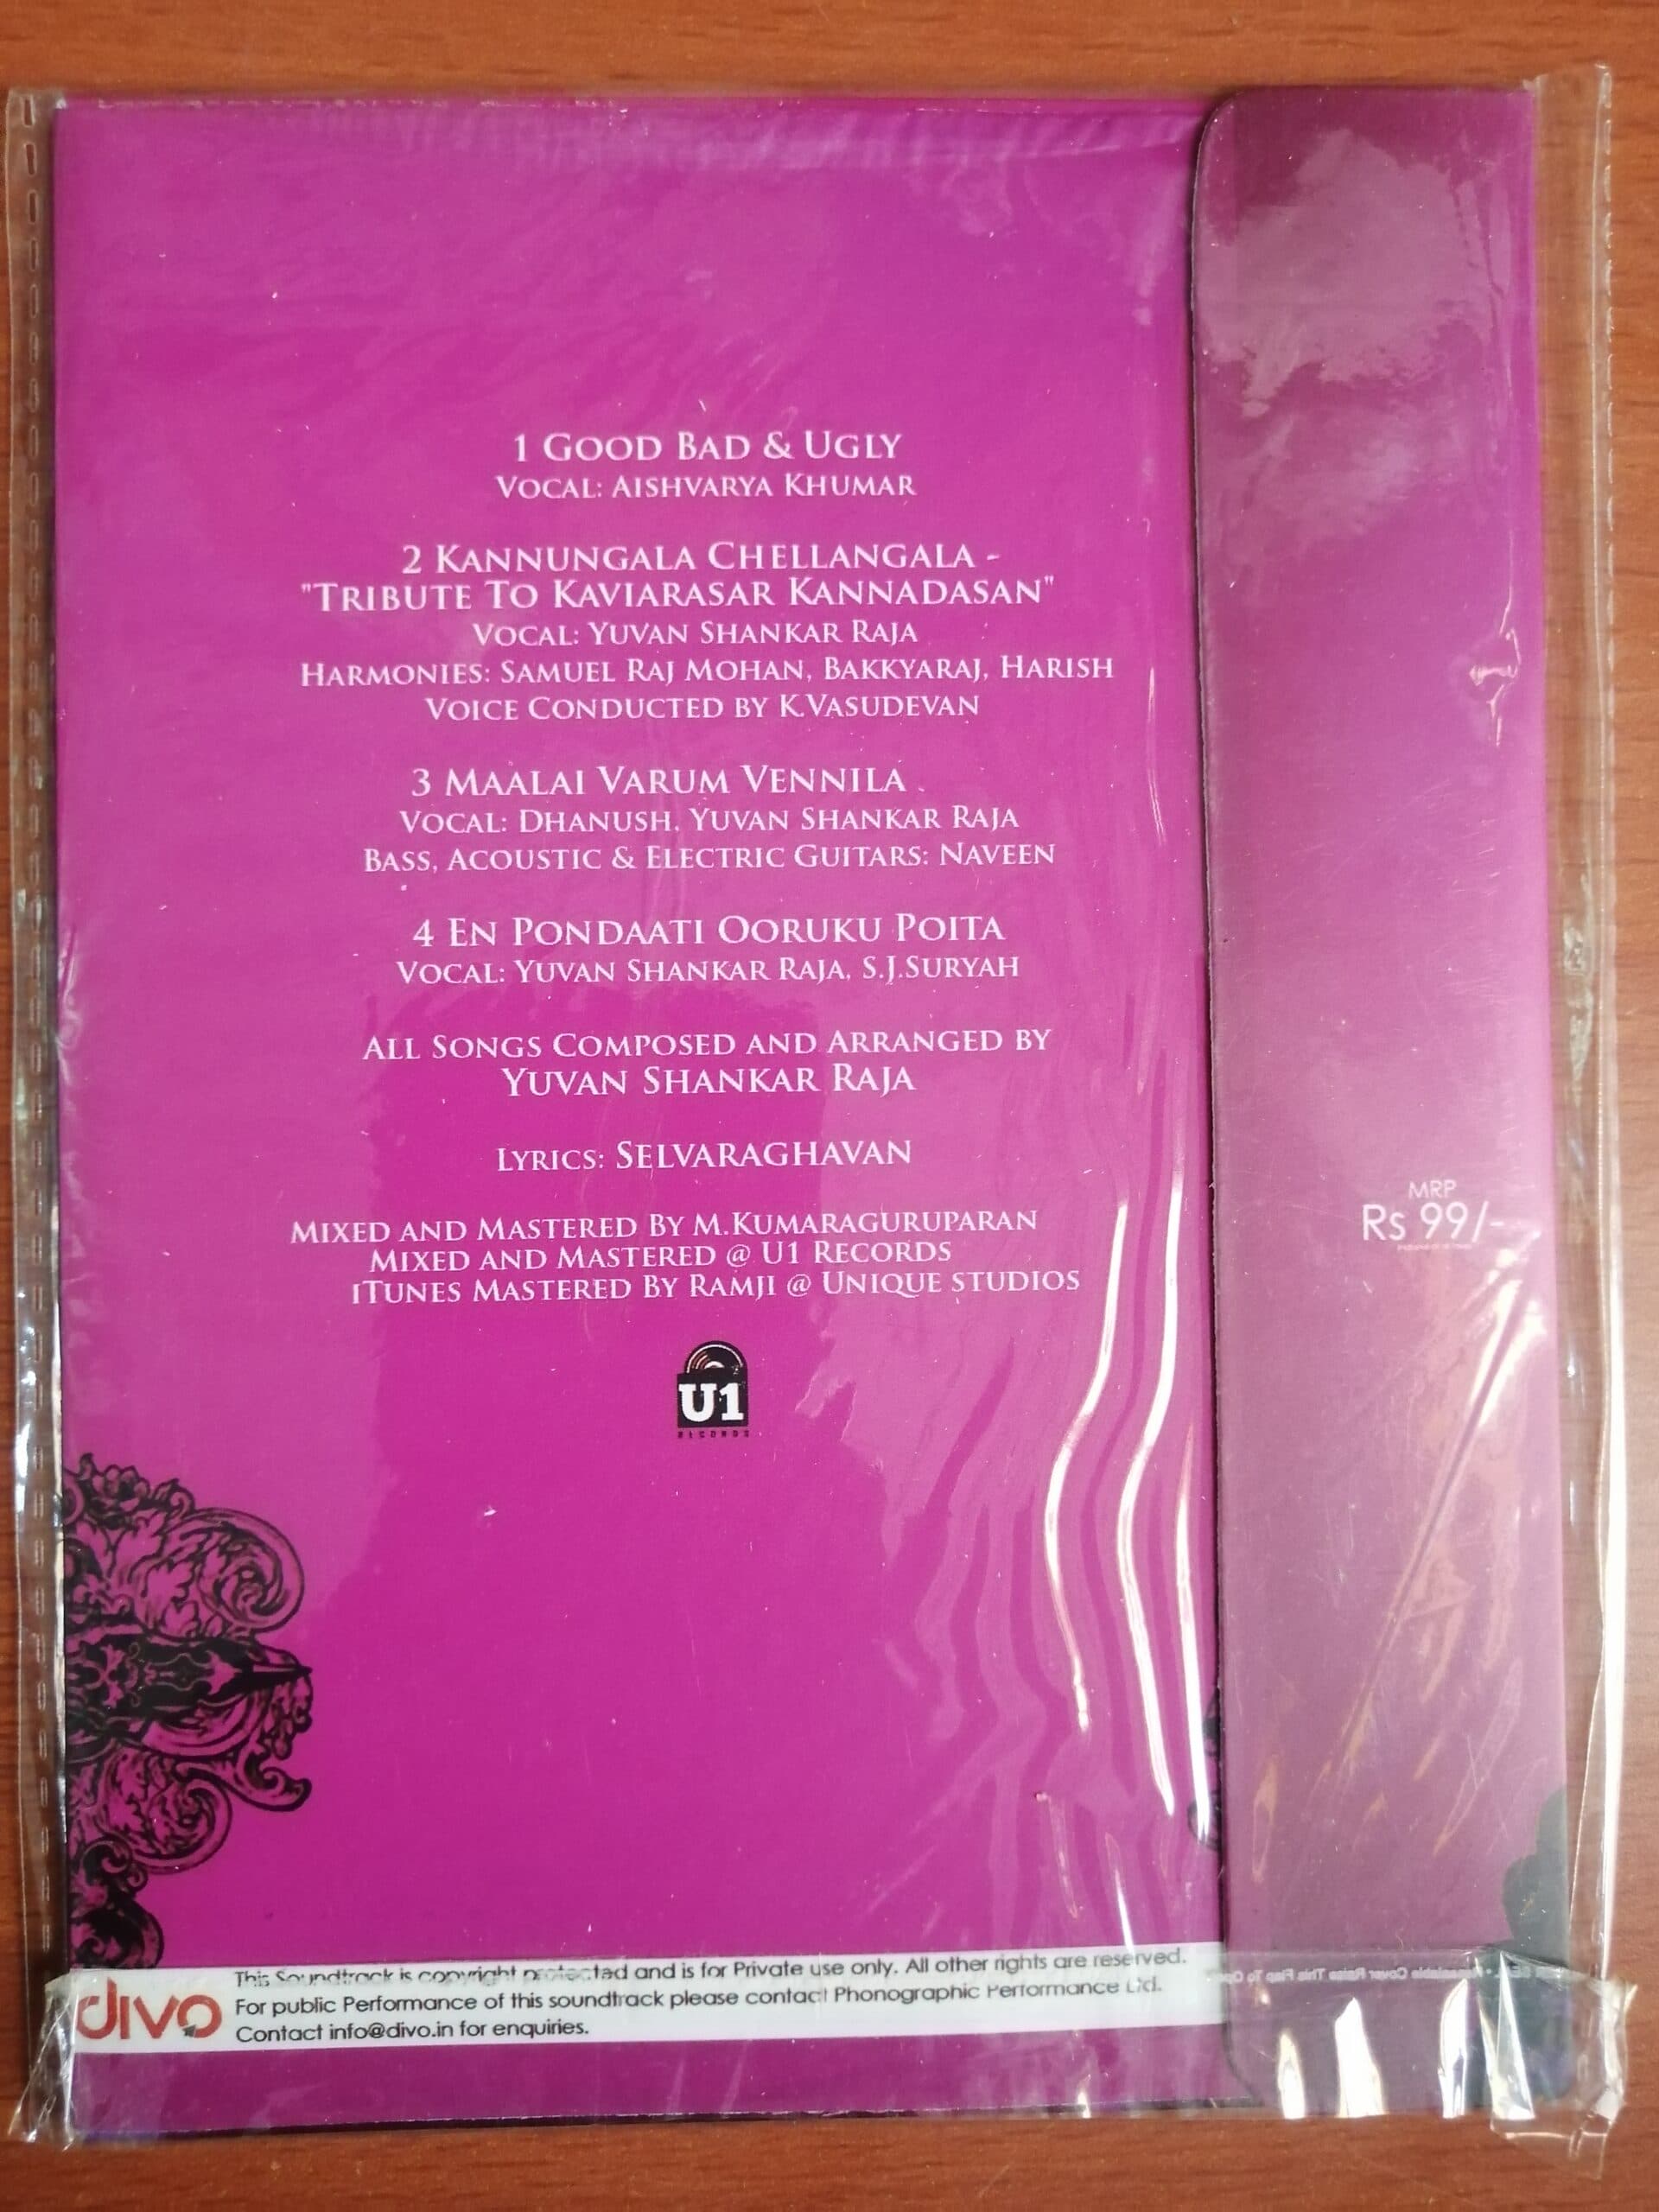 1 Good Bad & Ugly
Vocal: Aishvarya Khumar
2 Kannungala Chellangala -
"Tribute To Kaviarasar Kannadasan"
Vocal: Yuvan Shankar Raja
Harmonies: Samuel Raj Mohan, Bakkyaraj, Harish
Voice Conducted by K.Vasudevan
3 Maalai Varum Vennila
Vocal: Dhanush, Yuvan Shankar Raja
Bass, Acoustic & Electric Guitars: Naveen
4 En Pondaati Ooruku Poita
Vocal: Yuvan Shankar Raja, S.J.Suryah
All Songs Composed and Arranged by
Yuvan Shankar Raja
Lyrics: Selvaraghavan
Mixed and Mastered By M.Kumaraguruparan
Mixed and Mastered @ U1 Records
iTunes Mastered By Ramji @ Unique studios
U1
RECORDS
MRP
Rs 99/-
divo
This Soundtrack is copyright protected and is for Private use only. All other rights are reserved.
For public Performance of this soundtrack please contact Phonographic Performance Ltd.
Contact info@divo.in for enquiries.
Cover Raise This Flap To